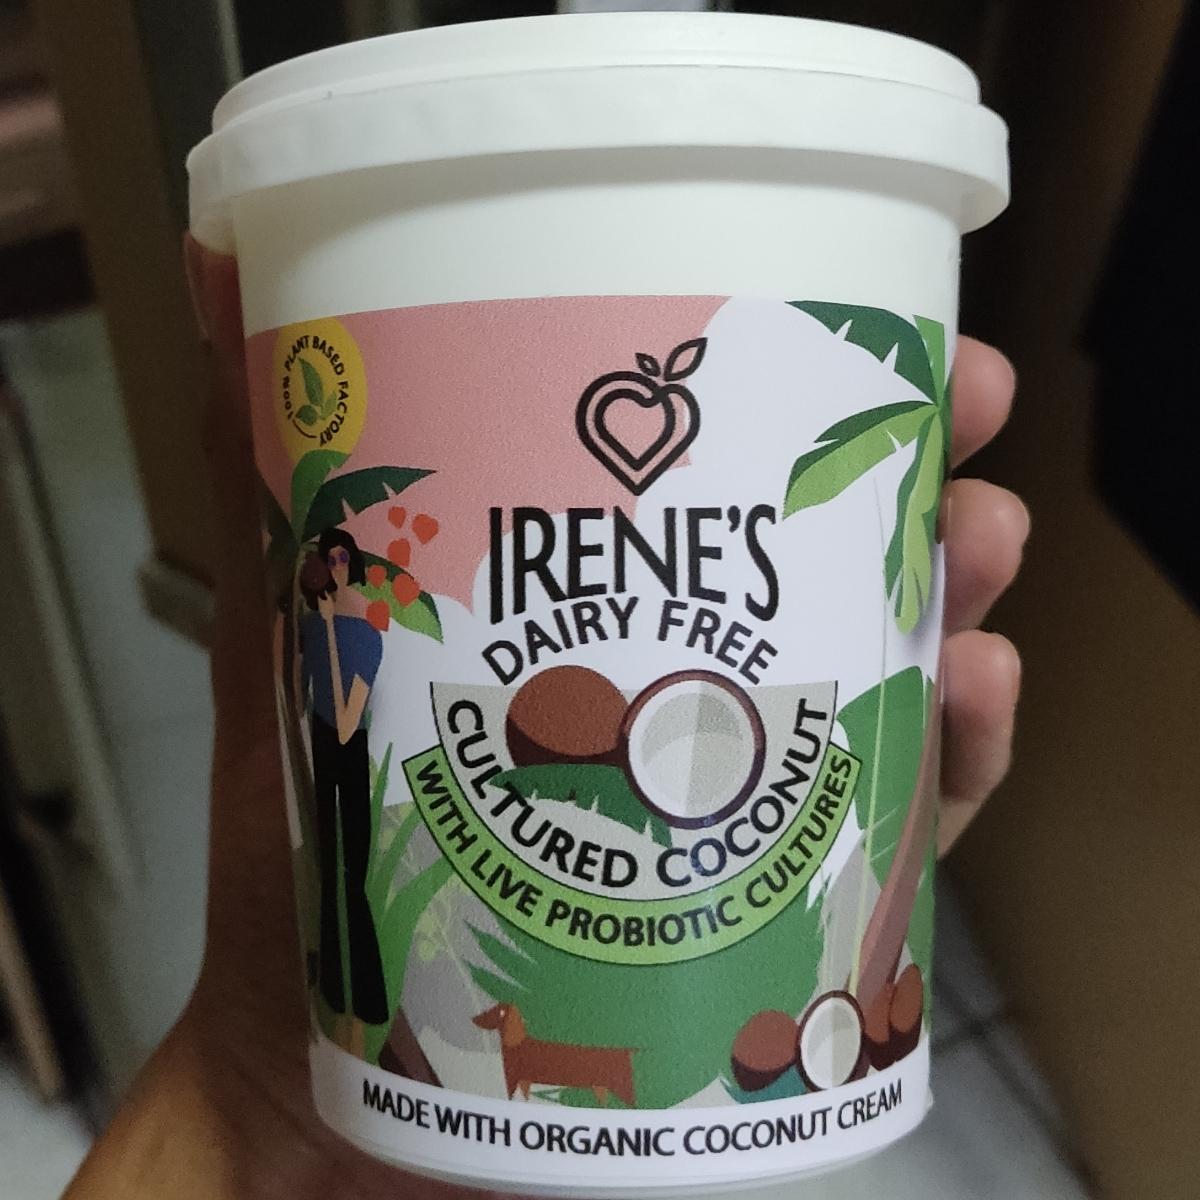 100% PLANT BASED FACTORY
IRENE'S
DAIRY FREE
CULTURED COCONUT
WITH LIVE PROBIOTIC CULTURES
MADE WITH ORGANIC COCONUT CREAM